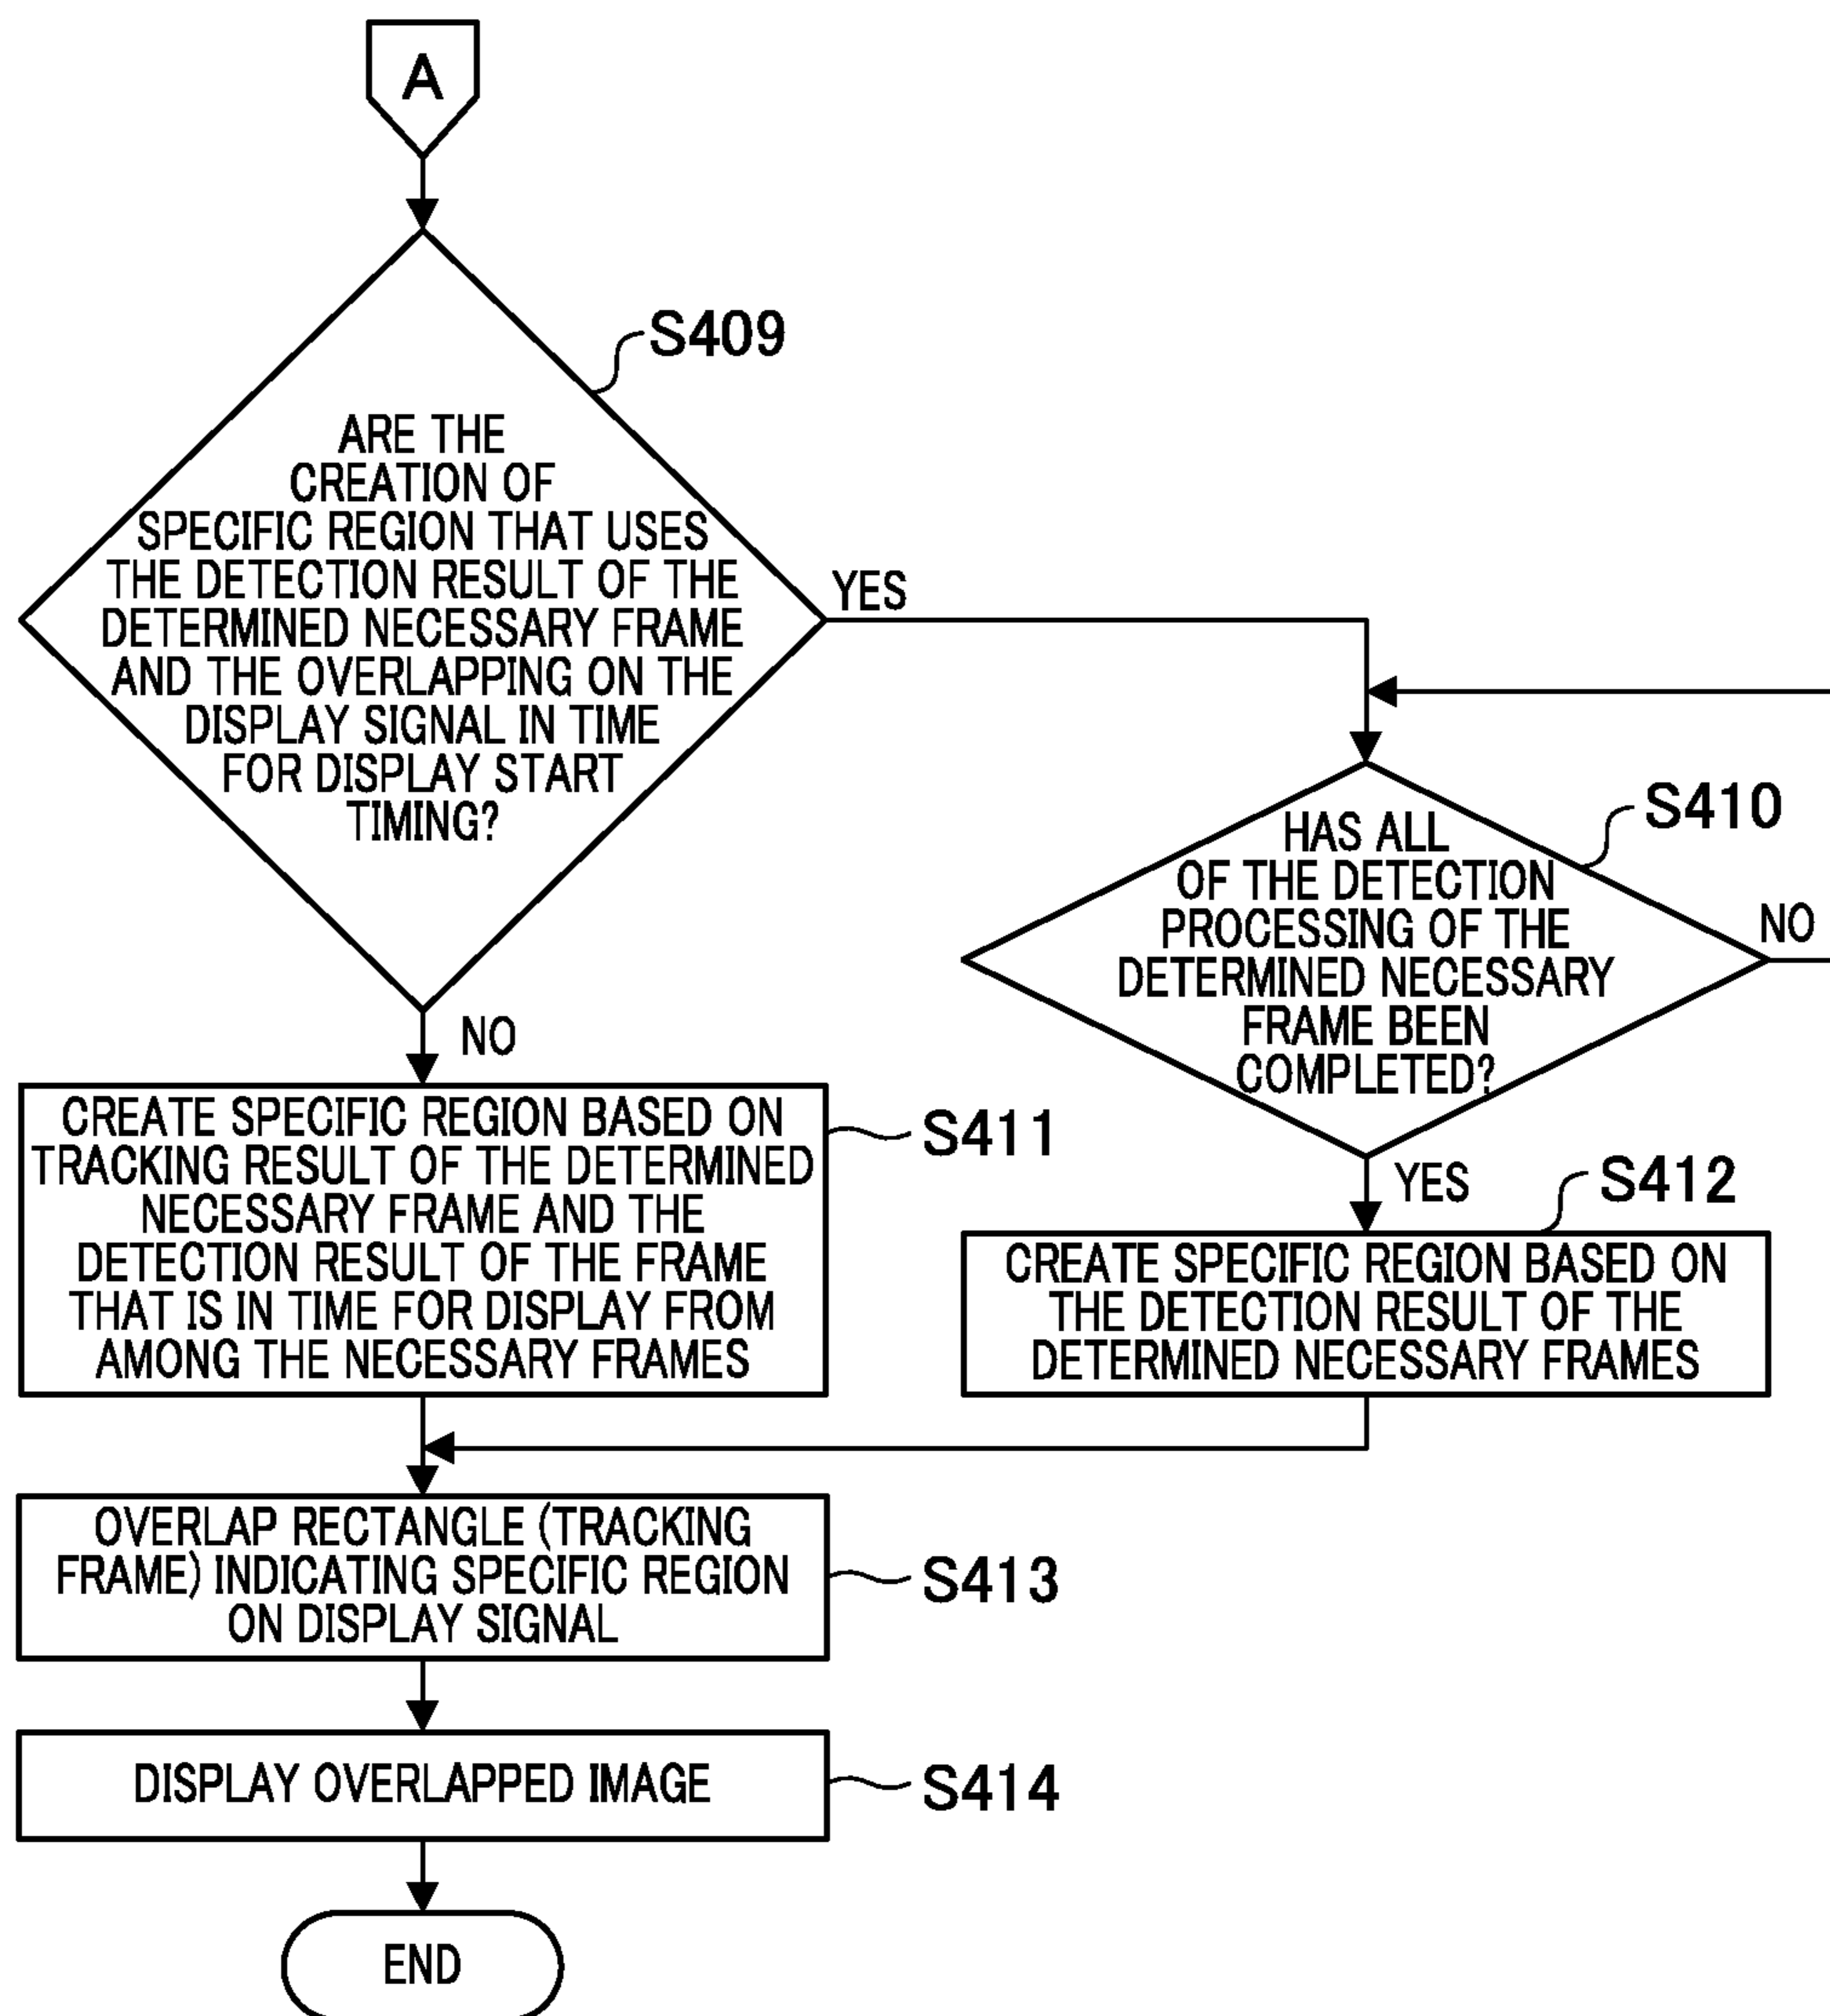 A
S409
ARE THE
CREATION OF
SPECIFIC REGION THAT USES
THE DETECTION RESULT OF THE
DETERMINED NECESSARY FRAME
AND THE OVERLAPPING ON THE
DISPLAY SIGNAL IN TIME
FOR DISPLAY START
TIMING?
YES
NO
S410
HAS ALL
OF THE DETECTION
PROCESSING OF THE
DETERMINED NECESSARY
FRAME BEEN
COMPLETED?
NO
YES
S411
CREATE SPECIFIC REGION BASED ON
TRACKING RESULT OF THE DETERMINED
NECESSARY FRAME AND THE
DETECTION RESULT OF THE FRAME
THAT IS IN TIME FOR DISPLAY FROM
AMONG THE NECESSARY FRAMES
S412
CREATE SPECIFIC REGION BASED ON
THE DETECTION RESULT OF THE
DETERMINED NECESSARY FRAMES
OVERLAP RECTANGLE (TRACKING
FRAME) INDICATING SPECIFIC REGION
ON DISPLAY SIGNAL
S413
DISPLAY OVERLAPPED IMAGE
S414
END